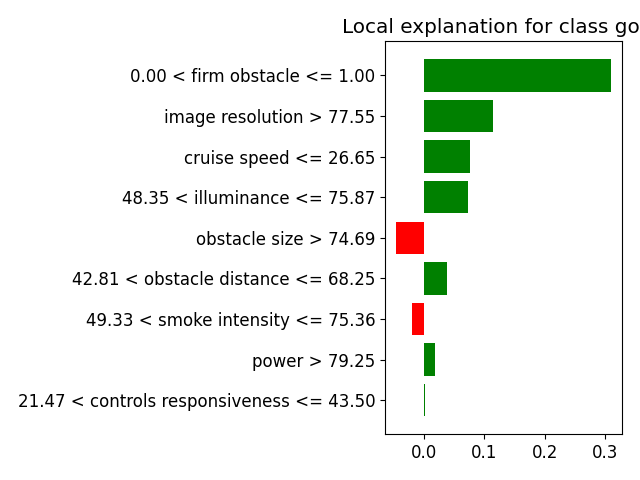 Local explanation for class go
0.00 < firm obstacle <= 1.00
image resolution > 77.55
cruise speed <= 26.65
48.35 < illuminance <= 75.87
obstacle size > 74.69
42.81 < obstacle distance <= 68.25
49.33 < smoke intensity <= 75.36
power > 79.25
21.47 < controls responsiveness <= 43.50
0.0 0.1 0.2 0.3